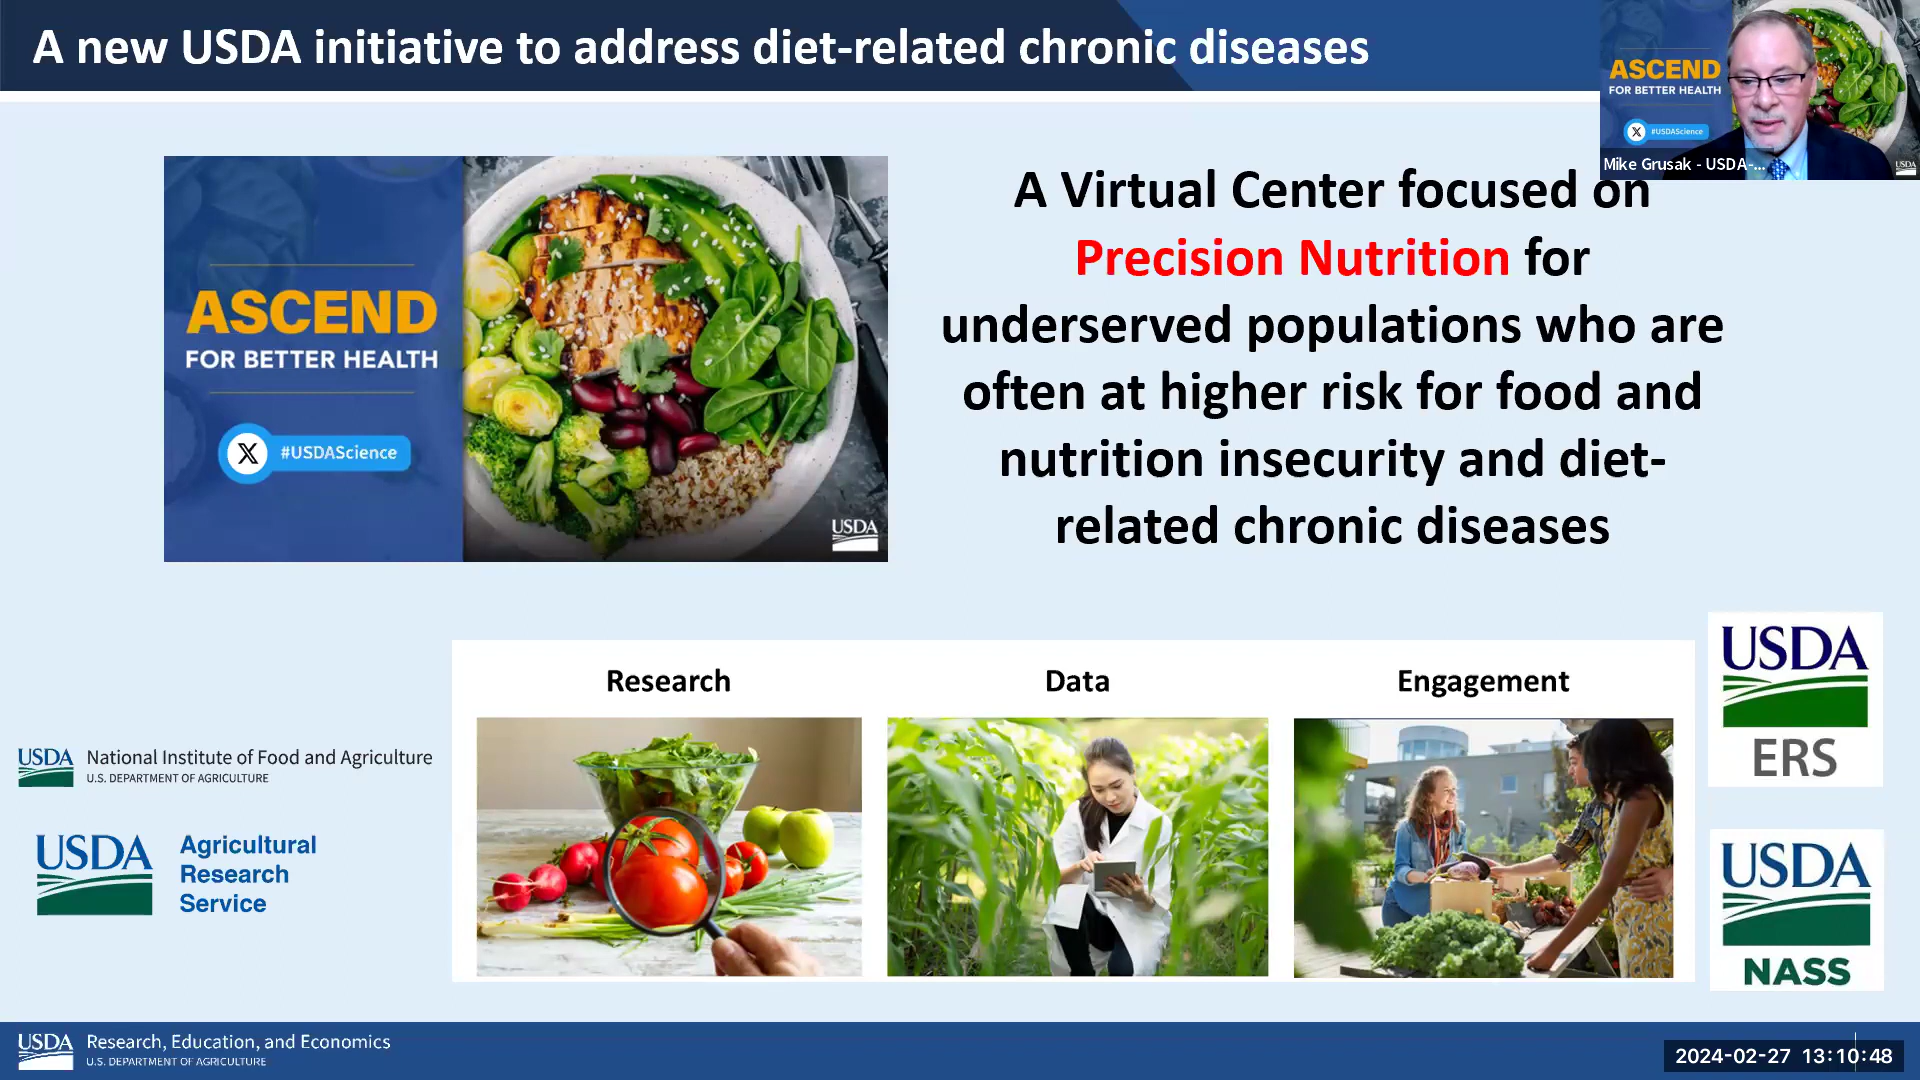 A new USDA initiative to address diet-related chronic diseases
ASCEND
FOR BETTER HEALTH
X #USDAScience
USDA
Mike Grusak - USDA-...
ASCEND
FOR BETTER HEALTH
X #USDAScience
USDA
A Virtual Center focused on
Precision Nutrition for
underserved populations who are
often at higher risk for food and
nutrition insecurity and diet-
related chronic diseases
Research
Data
Engagement
USDA National Institute of Food and Agriculture
U.S. DEPARTMENT OF AGRICULTURE
USDA Agricultural
Research
Service
USDA
ERS
USDA
NASS
USDA Research, Education, and Economics
U.S. DEPARTMENT OF AGRICULTURE
2024-02-27 13:10:48